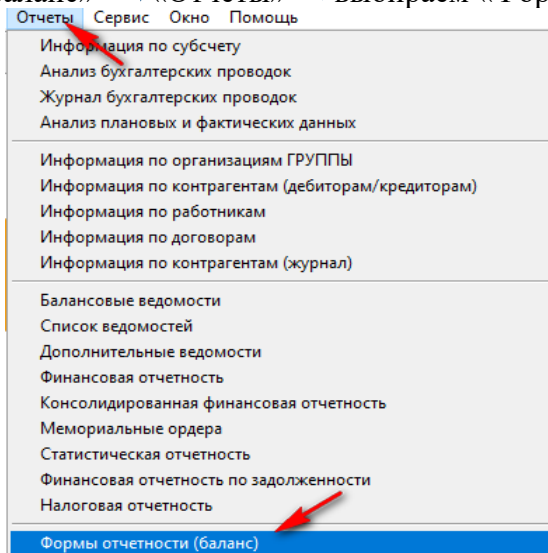 «Отчеты» выбираем
Отчеты Сервис Окно Помощь
Информация по субсчету
Анализ бухгалтерских проводок
Журнал бухгалтерских проводок
Анализ плановых и фактических данных
Информация по организациям ГРУППЫ
Информация по контрагентам (дебиторам/кредиторам)
Информация по работникам
Информация по договорам
Информация по контрагентам (журнал)
Балансовые ведомости
Список ведомостей
Дополнительные ведомости
Финансовая отчетность
Консолидированная финансовая отчетность
Мемориальные ордера
Статистическая отчетность
Финансовая отчетность по задолженности
Налоговая отчетность
Формы отчетности (баланс)